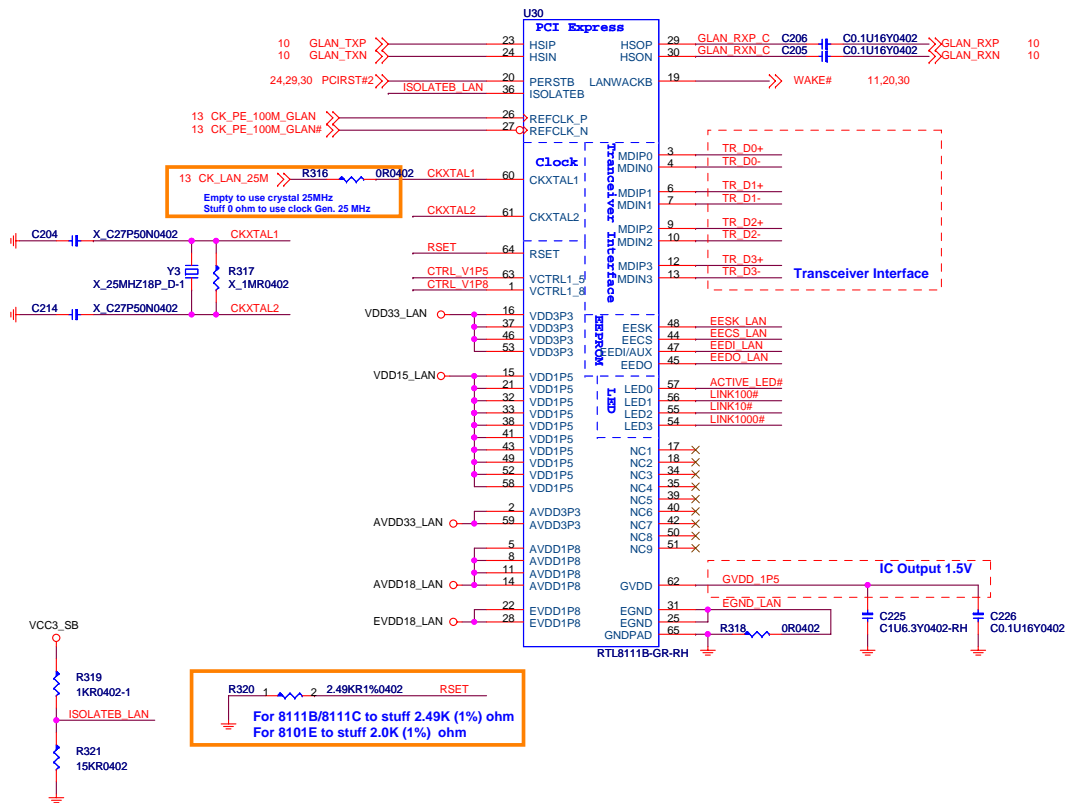 U30
PCI Express
10 GLAN_TXP 23 HSIP
10 GLAN_TXN 24 HSIN
HSOP 29 GLAN_RXP_C C206 C0.1U16Y0402 GLAN_RXP 10
HSON 30 GLAN_RXN_C C205 C0.1U16Y0402 GLAN_RXN 10
24,29,30 PCIRST#2 20 PERSTB
ISOLATEB_LAN 36 ISOLATEB
LANWACKB 19 WAKE# 11,20,30
13 CK_PE_100M_GLAN 26 REFCLK_P
13 CK_PE_100M_GLAN# 27 REFCLK_N
Clock
Tranceiver Interface
13 CK_LAN_25M R316 0R0402 CKXTAL1 60 CKXTAL1
Empty to use crystal 25MHz
Stuff 0 ohm to use clock Gen. 25 MHz
CKXTAL2 61 CKXTAL2
MDIP0 3 TR_D0+
MDIN0 4 TR_D0-
MDIP1 6 TR_D1+
MDIN1 7 TR_D1-
MDIP2 9 TR_D2+
MDIN2 10 TR_D2-
MDIP3 12 TR_D3+
MDIN3 13 TR_D3-
Transceiver Interface
C204 X_C27P50N0402 CKXTAL1
Y3
X_25MHZ18P_D-1
R317
X_1MR0402
C214 X_C27P50N0402 CKXTAL2
RSET 64 RSET
CTRL_V1P5 63 VCTRL1_5
CTRL_V1P8 1 VCTRL1_8
VDD33_LAN 16 VDD3P3
37 VDD3P3
46 VDD3P3
53 VDD3P3
EEPROM
EESK 48 EESK_LAN
EECS 44 EECS_LAN
EEDI/AUX 47 EEDI_LAN
EEDO 45 EEDO_LAN
VDD15_LAN 15 VDD1P5
21 VDD1P5
32 VDD1P5
33 VDD1P5
38 VDD1P5
41 VDD1P5
43 VDD1P5
49 VDD1P5
52 VDD1P5
58 VDD1P5
LED
LED0 57 ACTIVE_LED#
LED1 56 LINK100#
LED2 55 LINK10#
LED3 54 LINK1000#
NC1 17
NC2 18
NC3 34
NC4 35
NC5 39
NC6 40
NC7 42
NC8 50
NC9 51
2 AVDD3P3
AVDD33_LAN 59 AVDD3P3
5 AVDD1P8
8 AVDD1P8
11 AVDD1P8
AVDD18_LAN 14 AVDD1P8
22 EVDD1P8
EVDD18_LAN 28 EVDD1P8
IC Output 1.5V
GVDD 62 GVDD_1P5
EGND 31 EGND_LAN
EGND 25
GNDPAD 65 R318 0R0402
C225
C1U6.3Y0402-RH
C226
C0.1U16Y0402
RTL8111B-GR-RH
VCC3_SB
R319
1KR0402-1
ISOLATEB_LAN
R321
15KR0402
R320 1 2 2.49KR1%0402 RSET
For 8111B/8111C to stuff 2.49K (1%) ohm
For 8101E to stuff 2.0K (1%) ohm